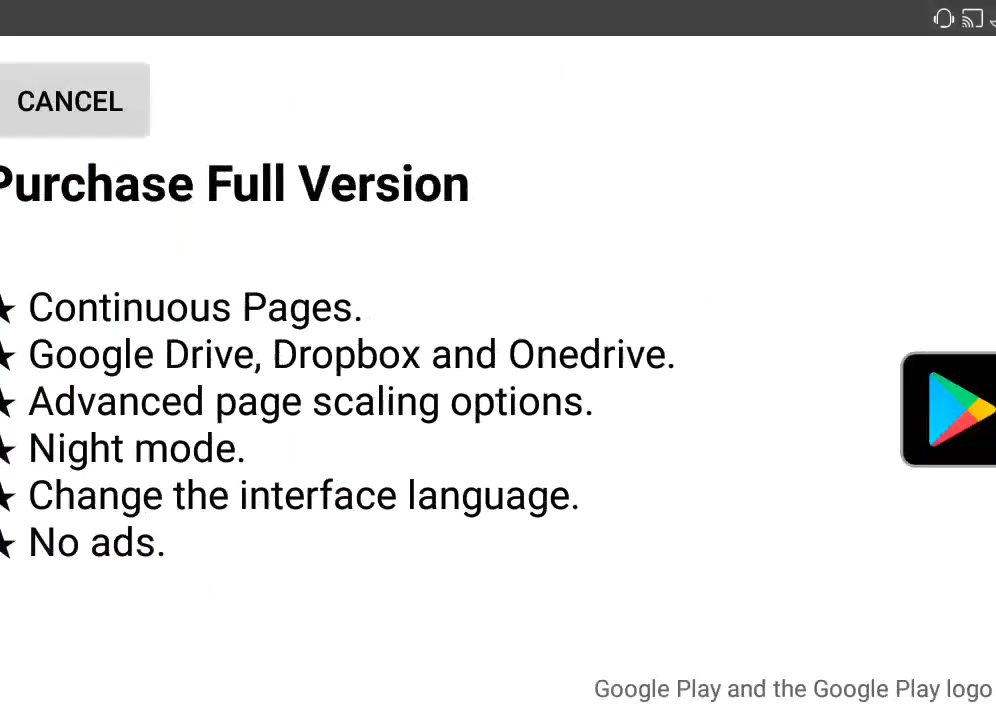 CANCEL
Purchase Full Version
★ Continuous Pages.
★ Google Drive, Dropbox and Onedrive.
★ Advanced page scaling options.
★ Night mode.
★ Change the interface language.
★ No ads.
Google Play and the Google Play logo